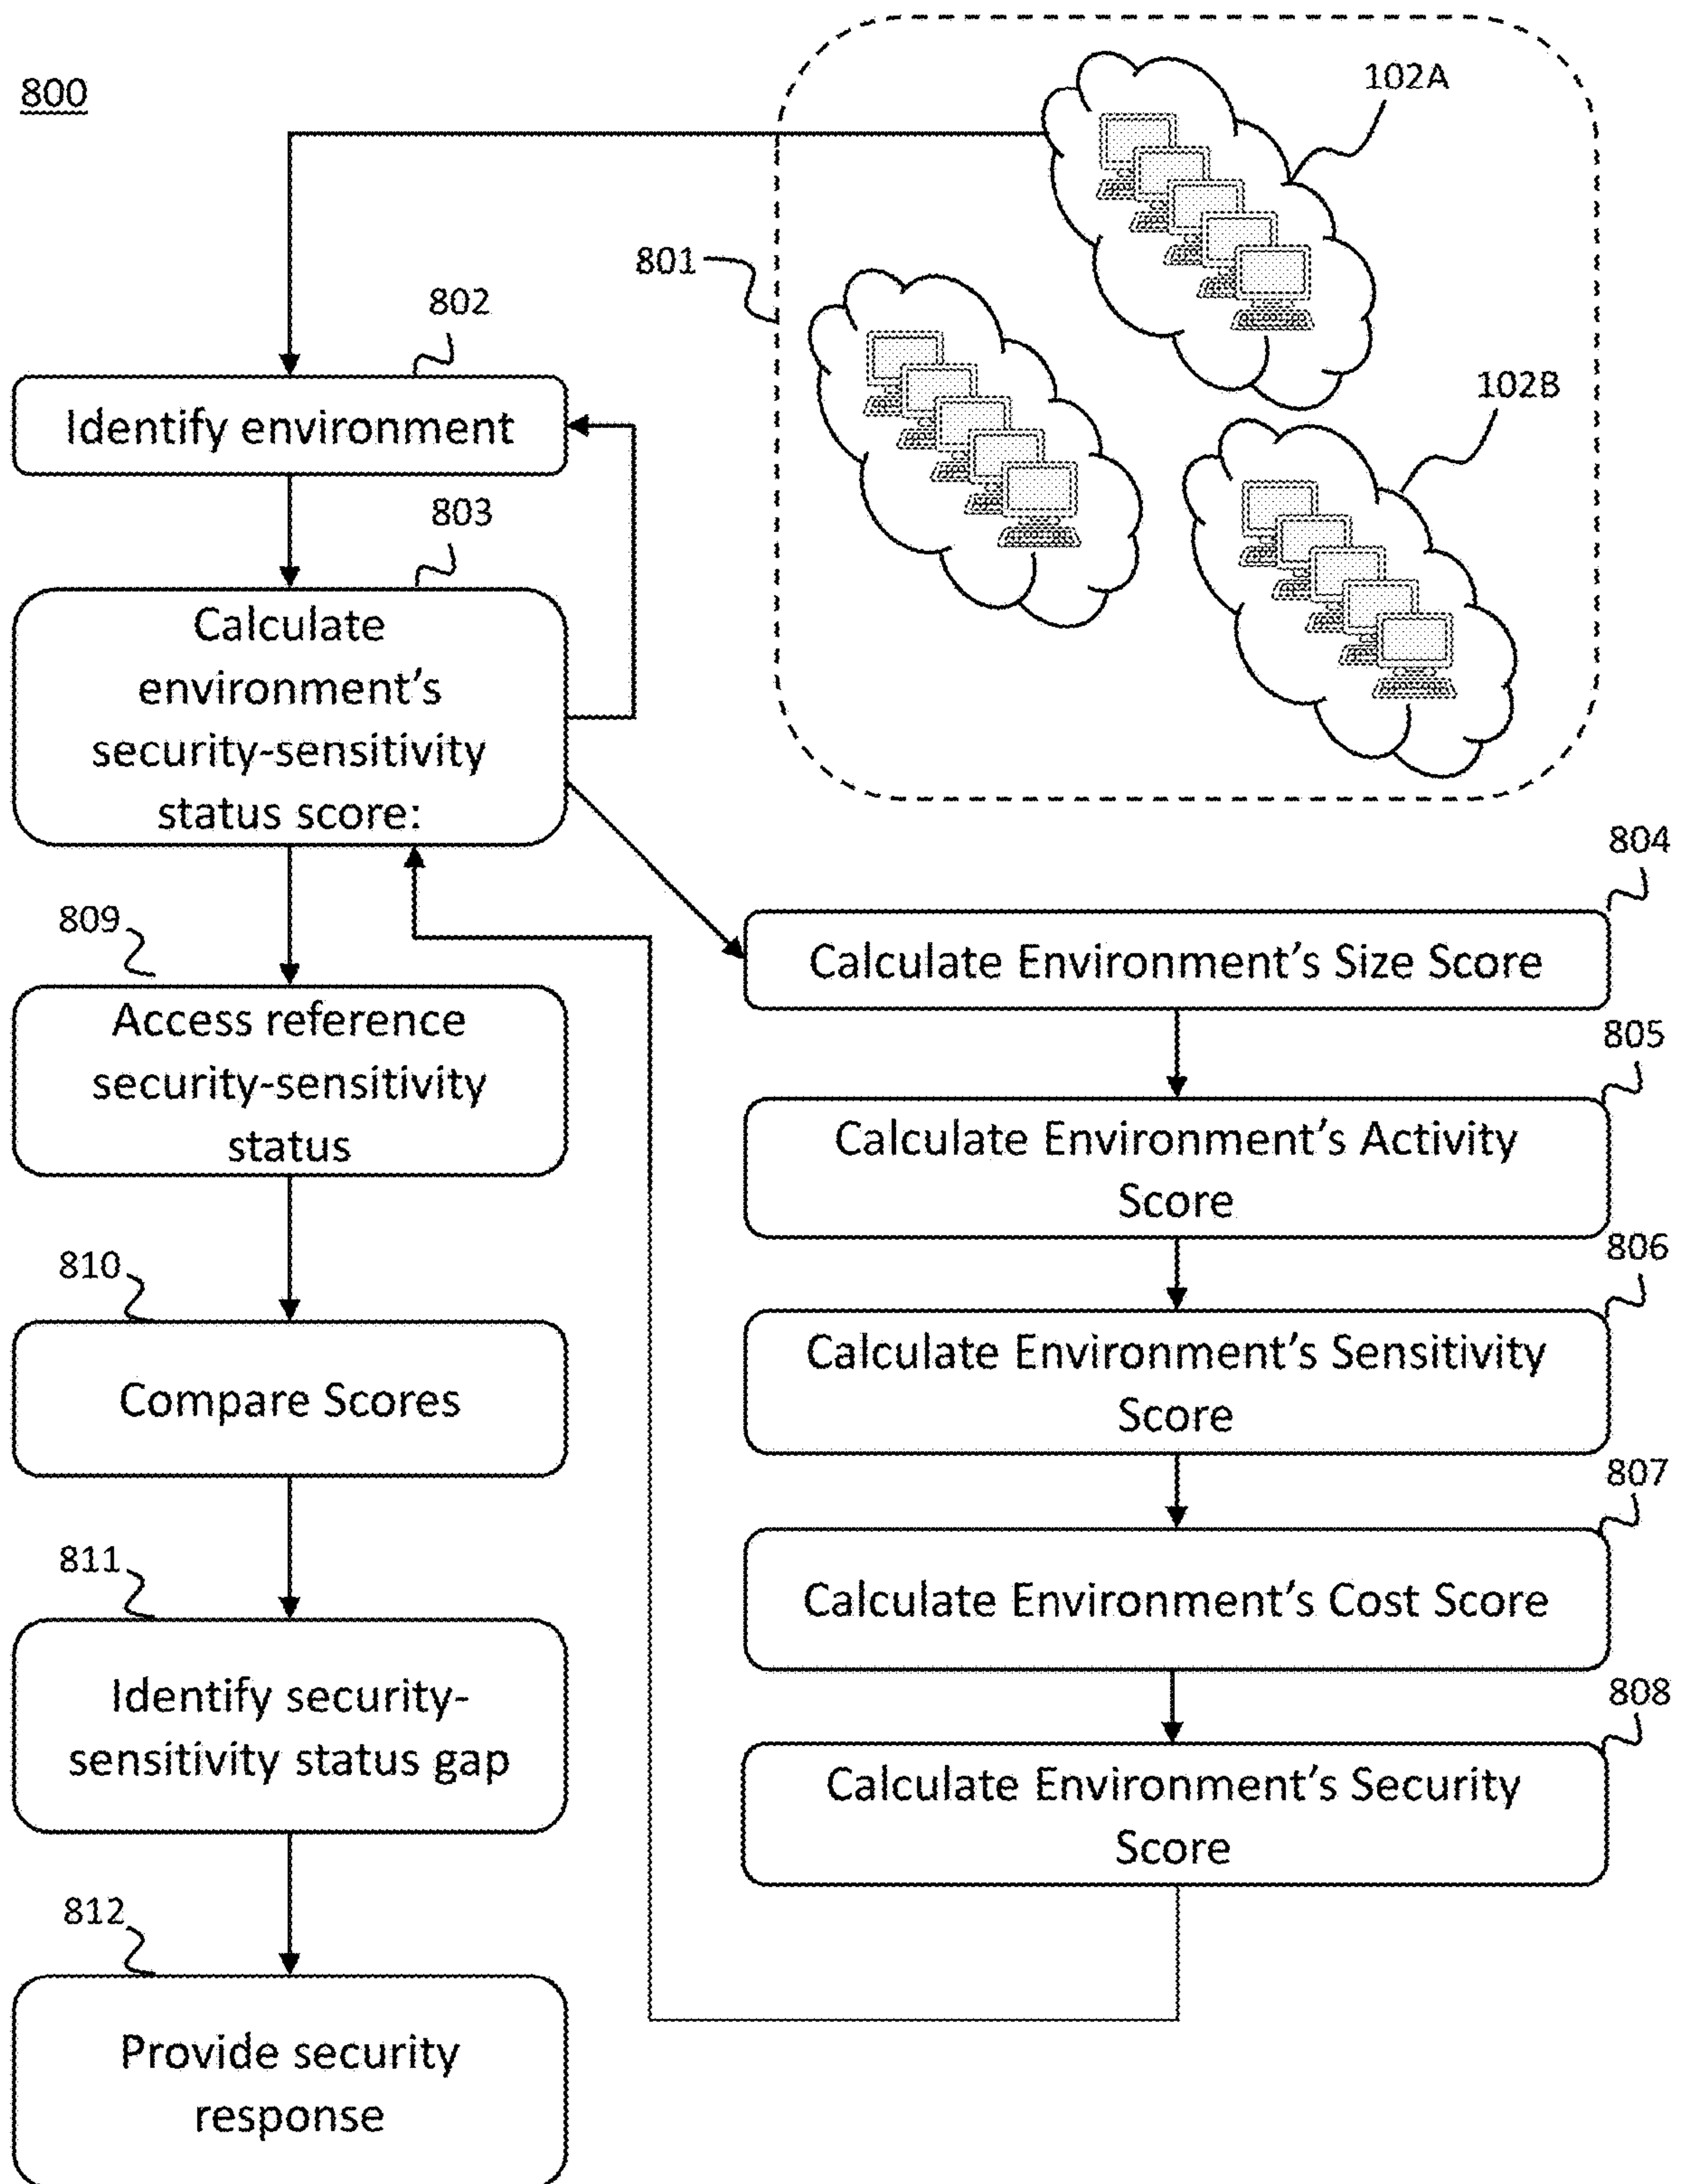 800
102A
801
102B
802
Identify environment
803
Calculate
environment's
security-sensitivity
status score:
804
Calculate Environment's Size Score
805
Calculate Environment's Activity
Score
806
Calculate Environment's Sensitivity
Score
807
Calculate Environment's Cost Score
808
Calculate Environment's Security
Score
809
Access reference
security-sensitivity
status
810
Compare Scores
811
Identify security-
sensitivity status gap
812
Provide security
response